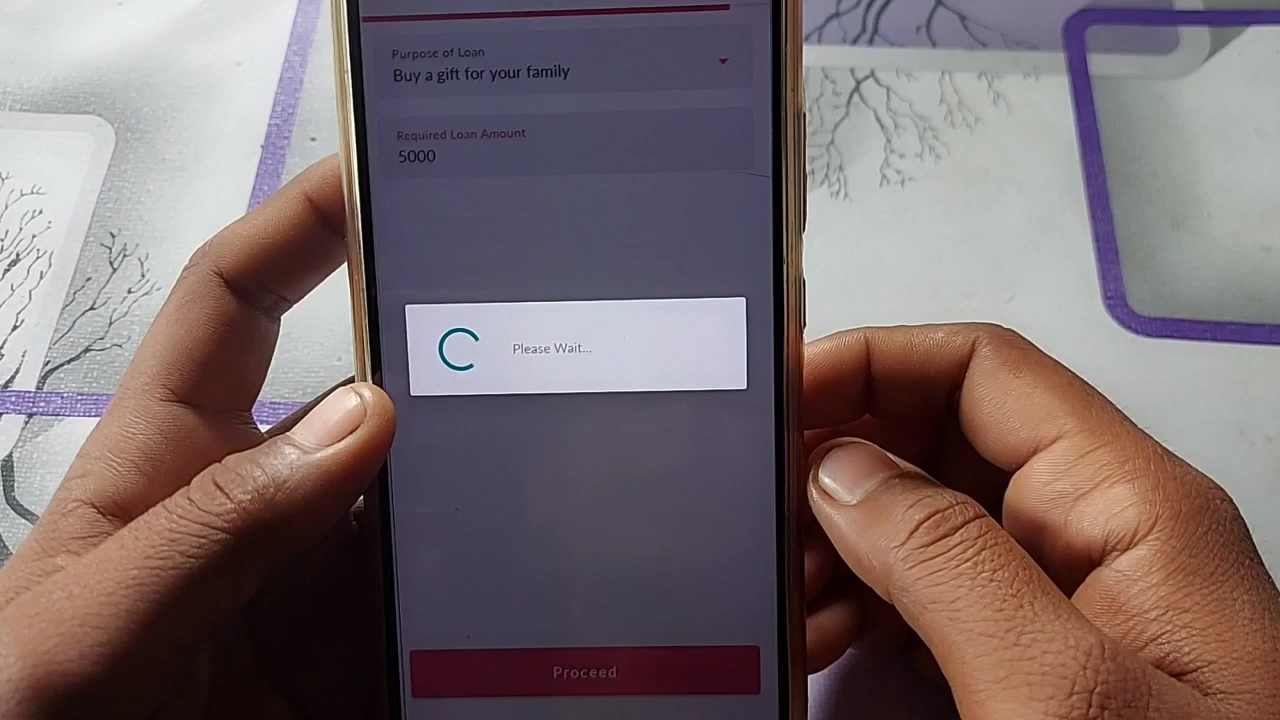 Purpose of Loan
Buy a gift for your family
Required Loan Amount
5000
Please Wait...
Proceed